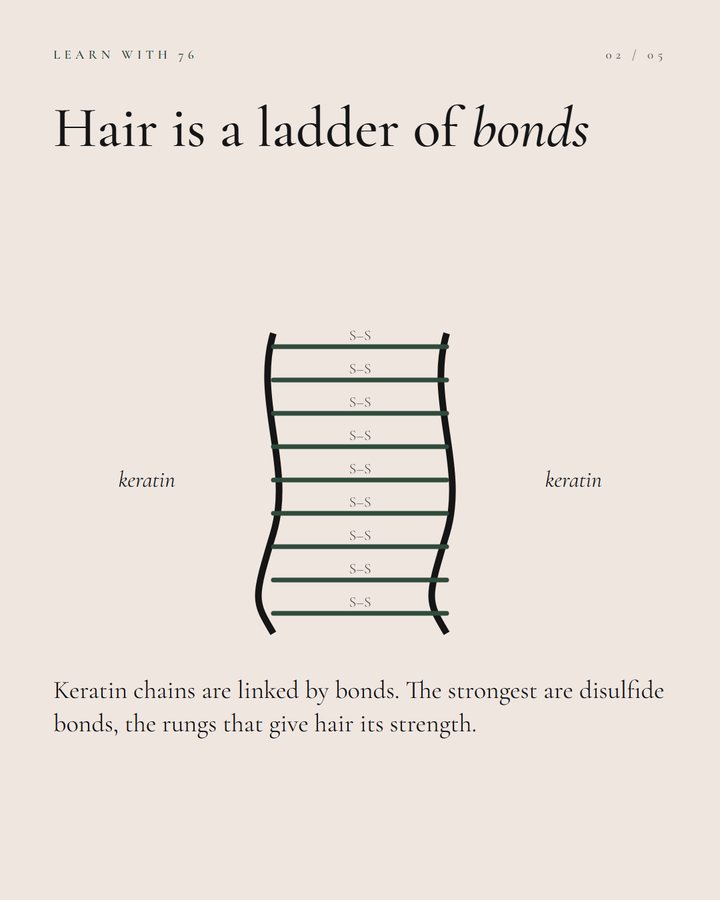 LEARN WITH 76
02 / 05
Hair is a ladder of bonds
S–S
S–S
S–S
S–S
S–S
S–S
S–S
S–S
S–S
keratin
keratin
Keratin chains are linked by bonds. The strongest are disulfide
bonds, the rungs that give hair its strength.